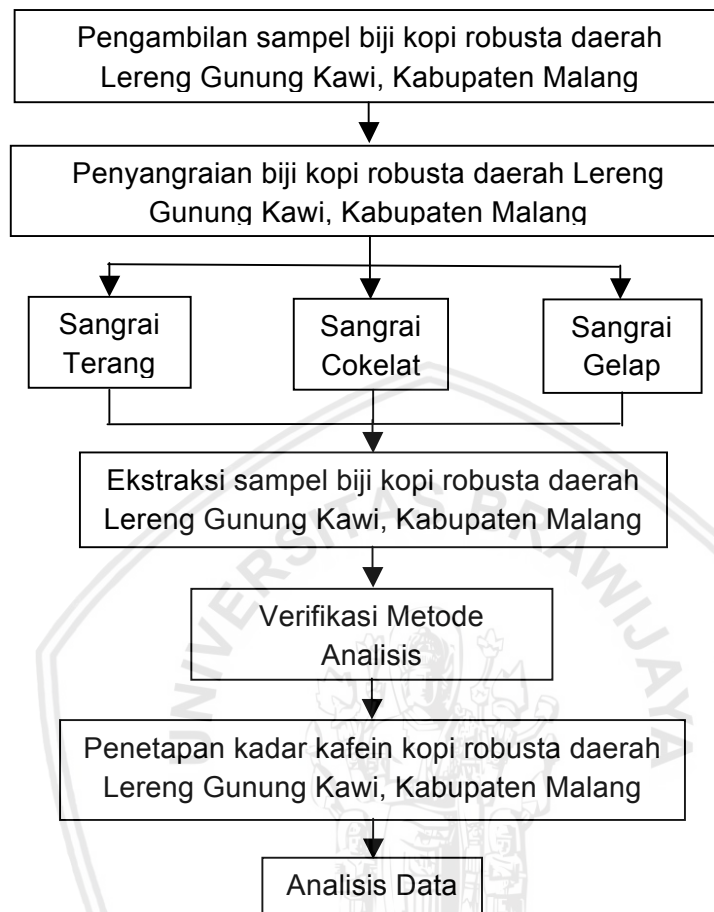 Pengambilan sampel biji kopi robusta daerah
Lereng Gunung Kawi, Kabupaten Malang
Penyangraian biji kopi robusta daerah Lereng
Gunung Kawi, Kabupaten Malang
Sangrai
Terang
Sangrai
Cokelat
Sangrai
Gelap
Ekstraksi sampel biji kopi robusta daerah
Lereng Gunung Kawi, Kabupaten Malang
Verifikasi Metode
Analisis
Penetapan kadar kafein kopi robusta daerah
Lereng Gunung Kawi, Kabupaten Malang
Analisis Data
UNIVERSITAS BRAWIJAYA